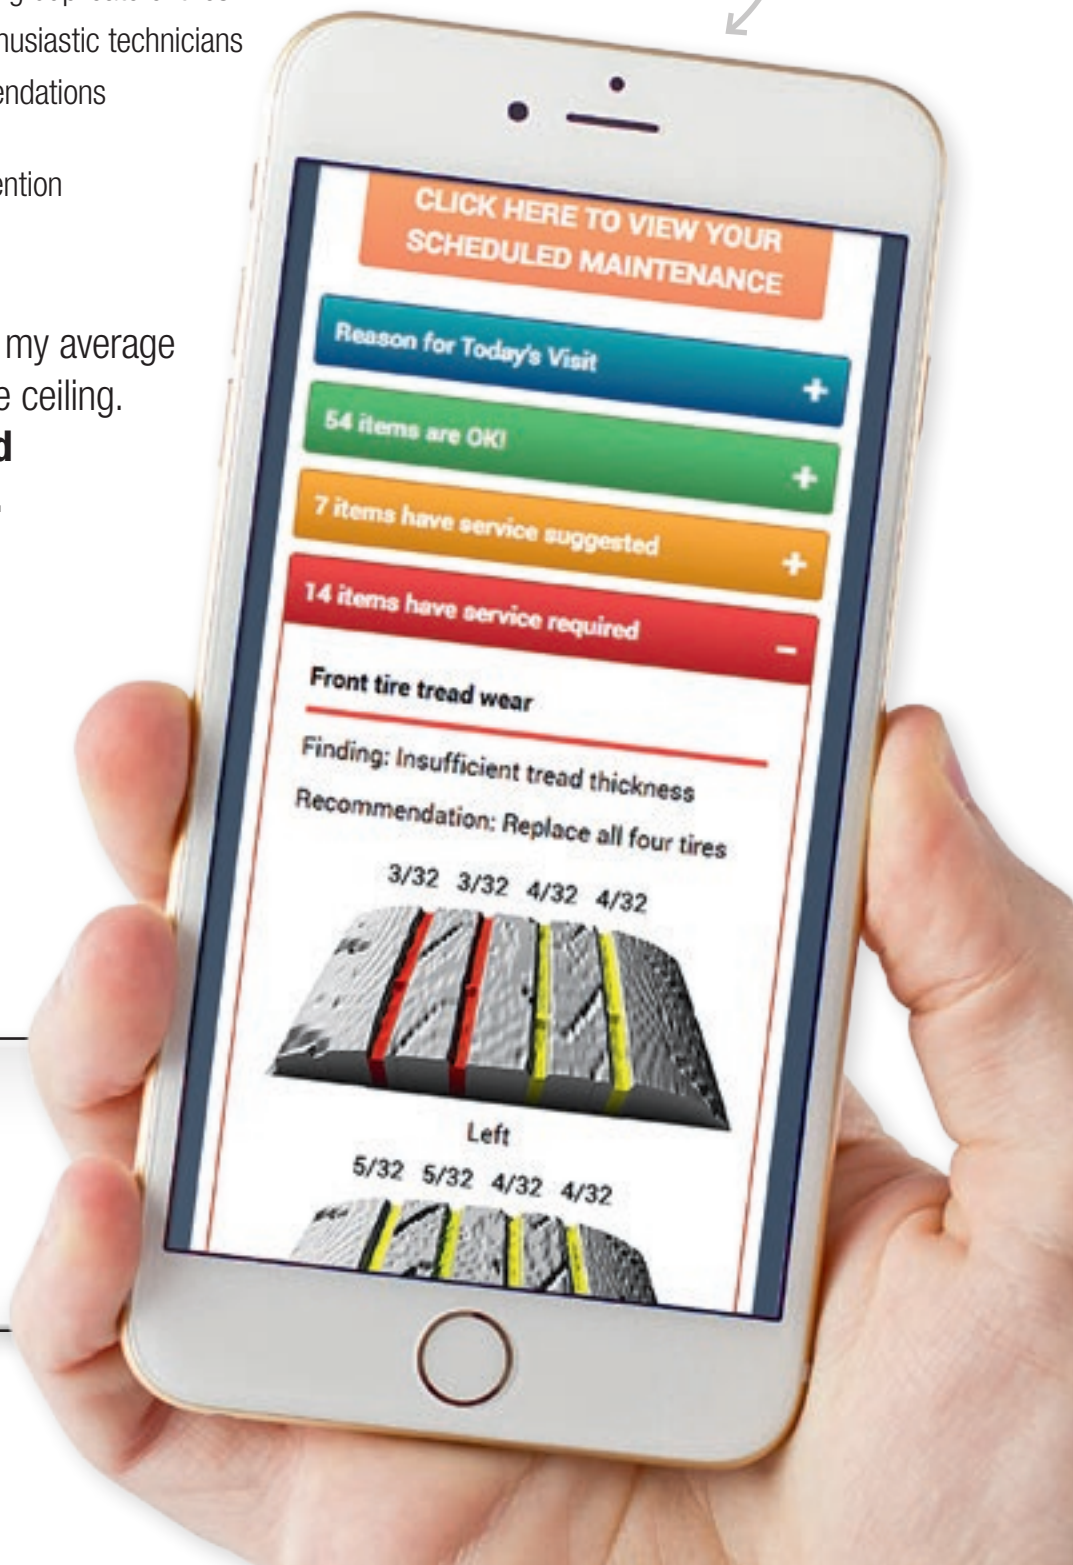 husiastic technicians
endations
ention
my average
e ceiling.
d
CLICK HERE TO VIEW YOUR
SCHEDULED MAINTENANCE
Reason for Today's Visit
54 items are OK!
7 items have service suggested
14 items have service required
Front tire tread wear
Finding: Insufficient tread thickness
Recommendation: Replace all four tires
3/32 3/32 4/32 4/32
Left
5/32 5/32 4/32 4/32